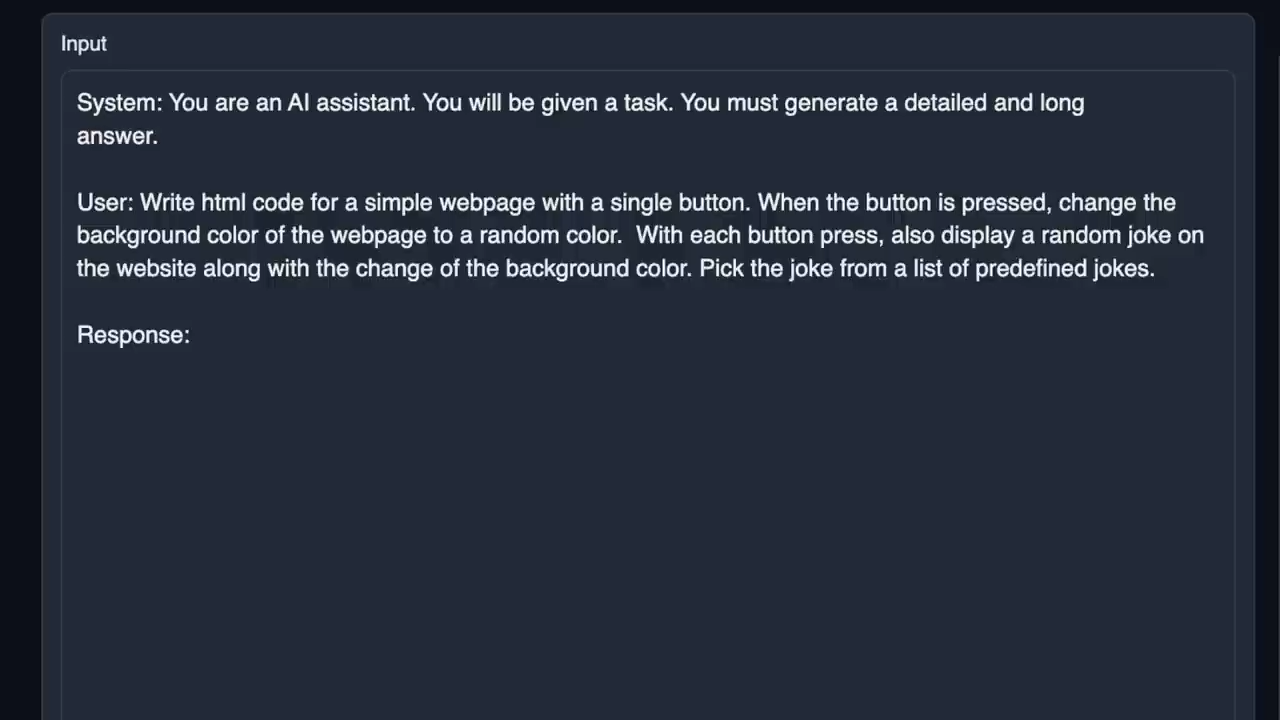 Input
System: You are an AI assistant. You will be given a task. You must generate a detailed and long
answer.
User: Write html code for a simple webpage with a single button. When the button is pressed, change the
background color of the webpage to a random color.  With each button press, also display a random joke on
the website along with the change of the background color. Pick the joke from a list of predefined jokes.
Response: